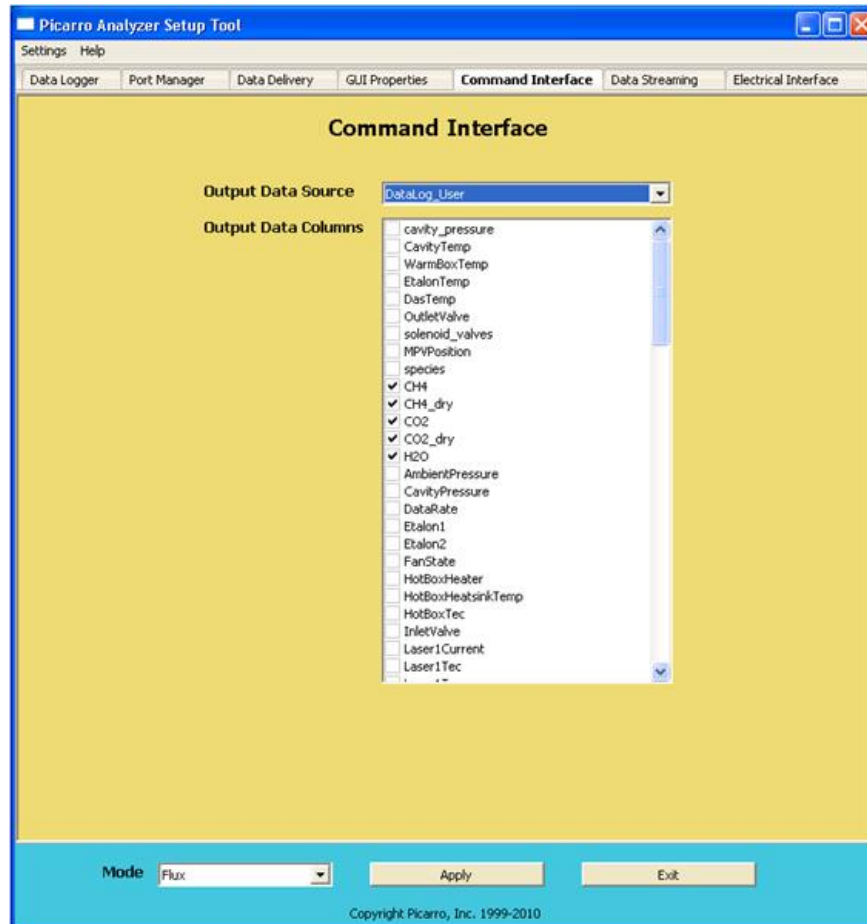 Picarro Analyzer Setup Tool
Settings Help
Data Logger Port Manager Data Delivery GUI Properties Command Interface Data Streaming Electrical Interface
Command Interface
Output Data Source DataLog_User
Output Data Columns
cavity_pressure
CavityTemp
WarmBoxTemp
EtalonTemp
DasTemp
OutletValve
solenoid_valves
MPVPosition
species
CH4
CH4_dry
CO2
CO2_dry
H2O
AmbientPressure
CavityPressure
DataRate
Etalon1
Etalon2
FanState
HotBoxHeater
HotBoxHeatsinkTemp
HotBoxTec
InletValve
Laser1Current
Laser1Tec
Mode Flux Apply Exit
Copyright Picarro, Inc. 1999-2010